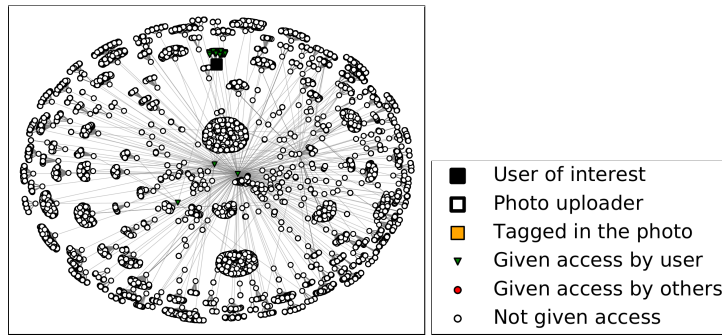 User of interest
Photo uploader
Tagged in the photo
Given access by user
Given access by others
Not given access